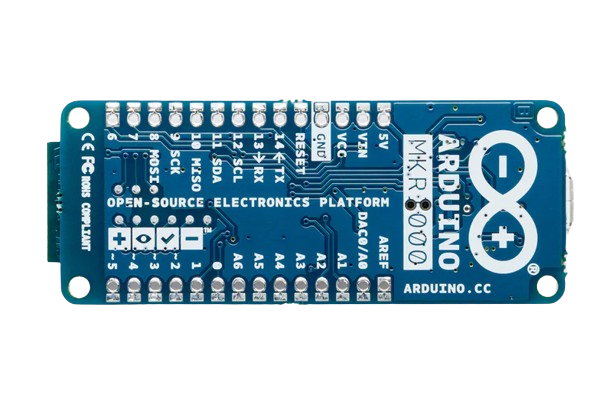 5V
VIN
VCC
GND
RESET
14←TX
13→RX
12 SCL
11 SDA
10 MISO
9 SCK
8 MOSI
7
6
CE FC ROHS COMPLIANT
OPEN-SOURCE ELECTRONICS PLATFORM
™
AREF
DAC0/A0
A1
A2
A3
A4
A5
A6
0
1
~2
~3
~4
~5
ARDUINO
MKR1000
®
ARDUINO.CC